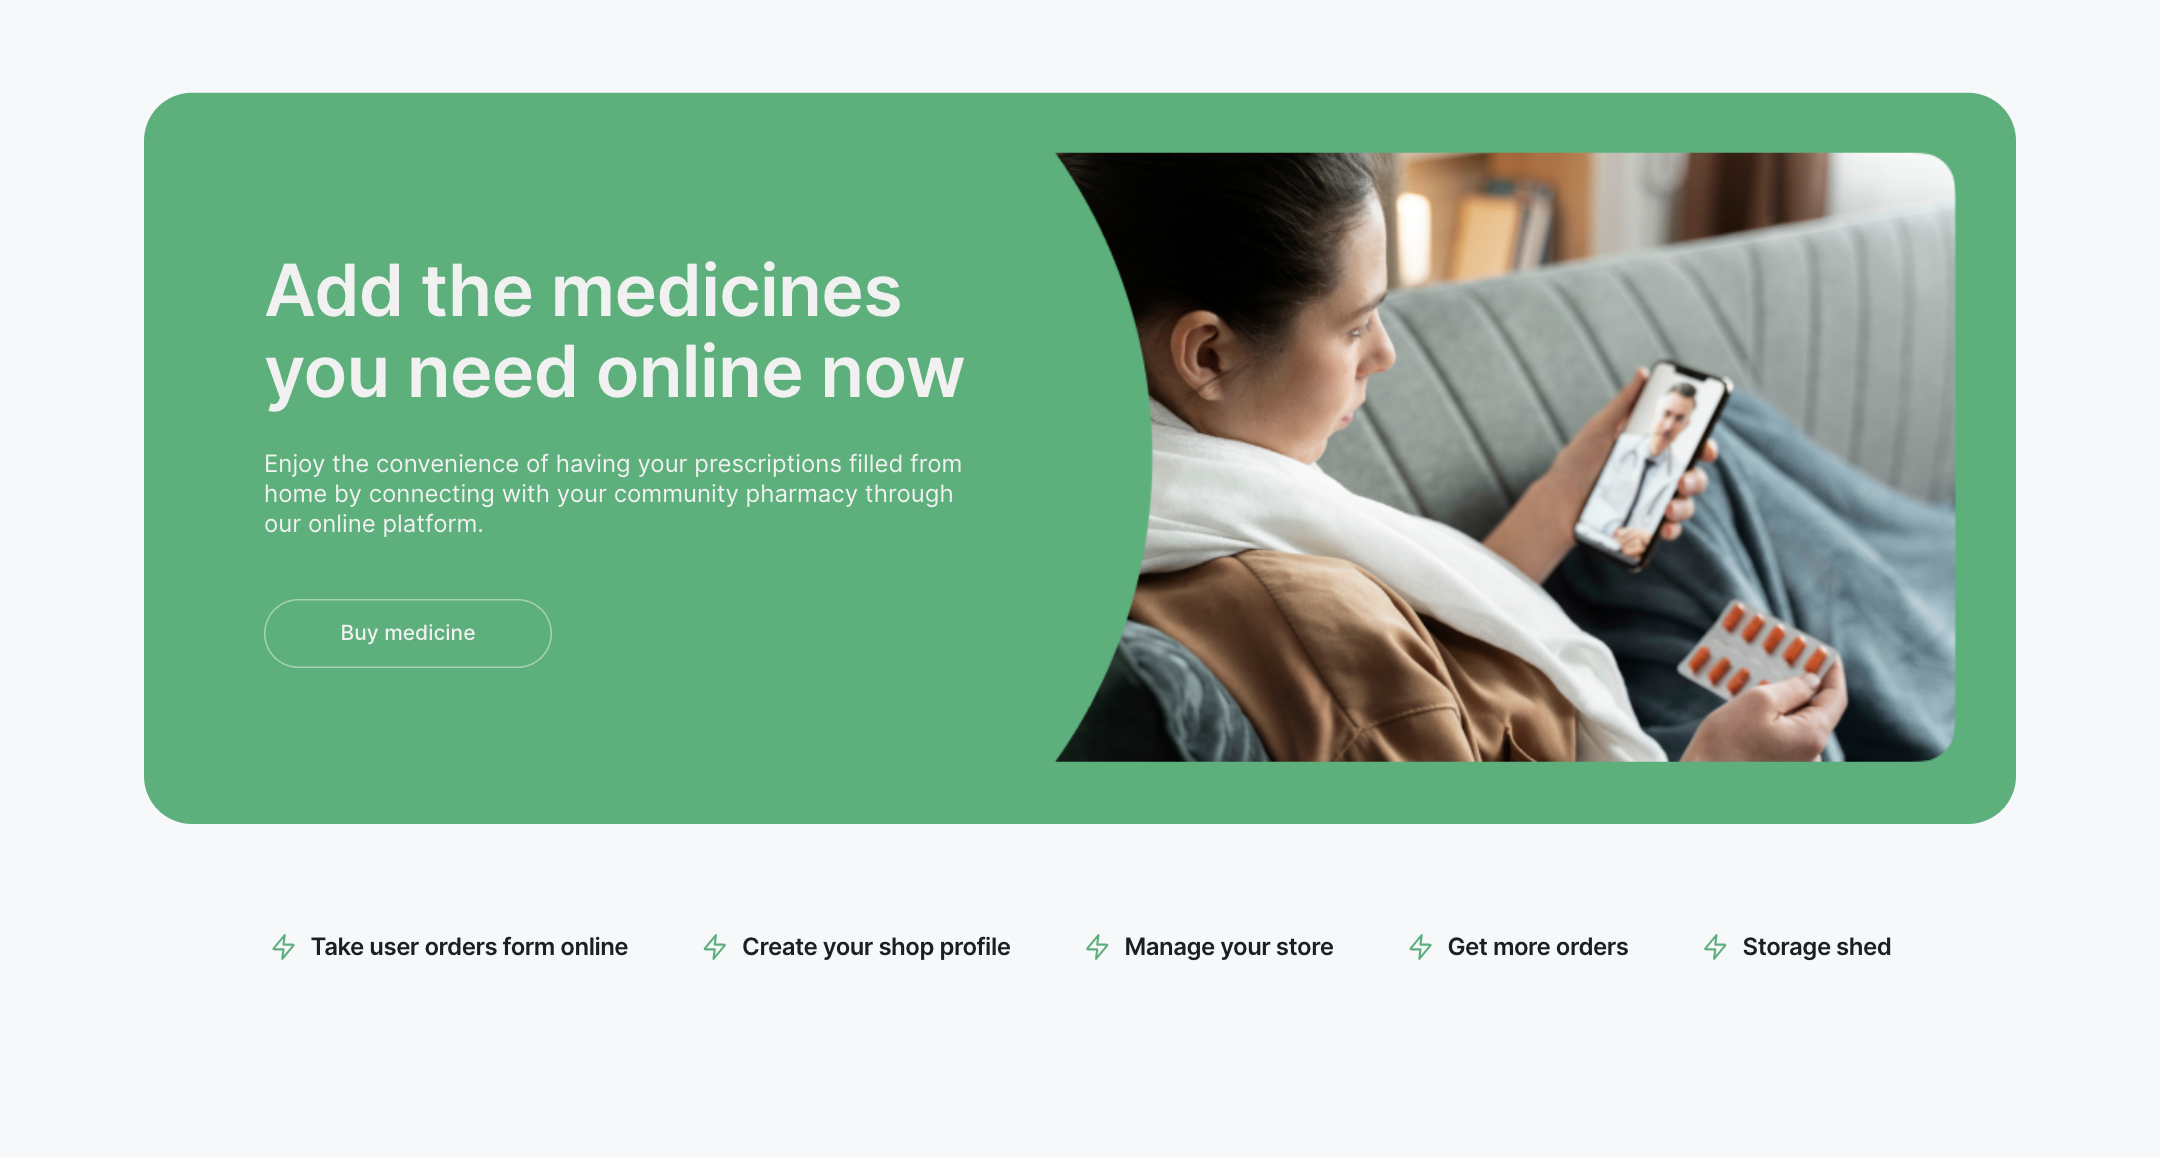 Add the medicines
you need online now
Enjoy the convenience of having your prescriptions filled from
home by connecting with your community pharmacy through
our online platform.
Buy medicine
Take user orders form online
Create your shop profile
Manage your store
Get more orders
Storage shed